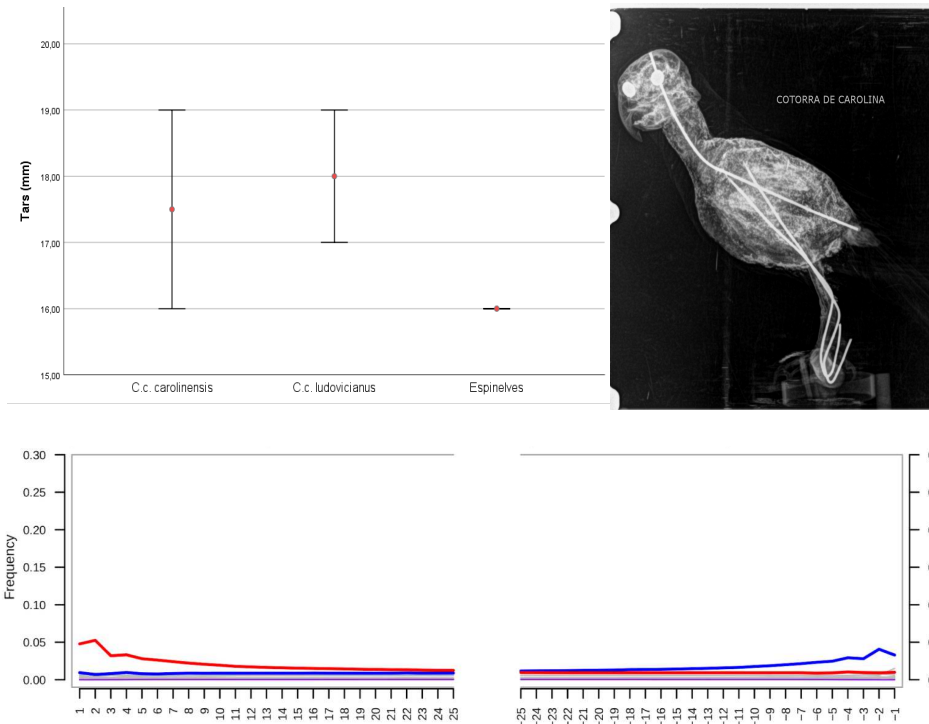 20,00
19,00
18,00
17,00
16,00
15,00
Tars (mm)
C.c. carolinensis
C.c. ludovicianus
Espinelves
COTORRA DE CAROLINA
0.30
0.25
0.20
0.15
0.10
0.05
0.00
Frequency
1 2 3 4 5 6 7 8 9 10 11 12 13 14 15 16 17 18 19 20 21 22 23 24 25
-25 -24 -23 -22 -21 -20 -19 -18 -17 -16 -15 -14 -13 -12 -11 -10 -9 -8 -7 -6 -5 -4 -3 -2 -1